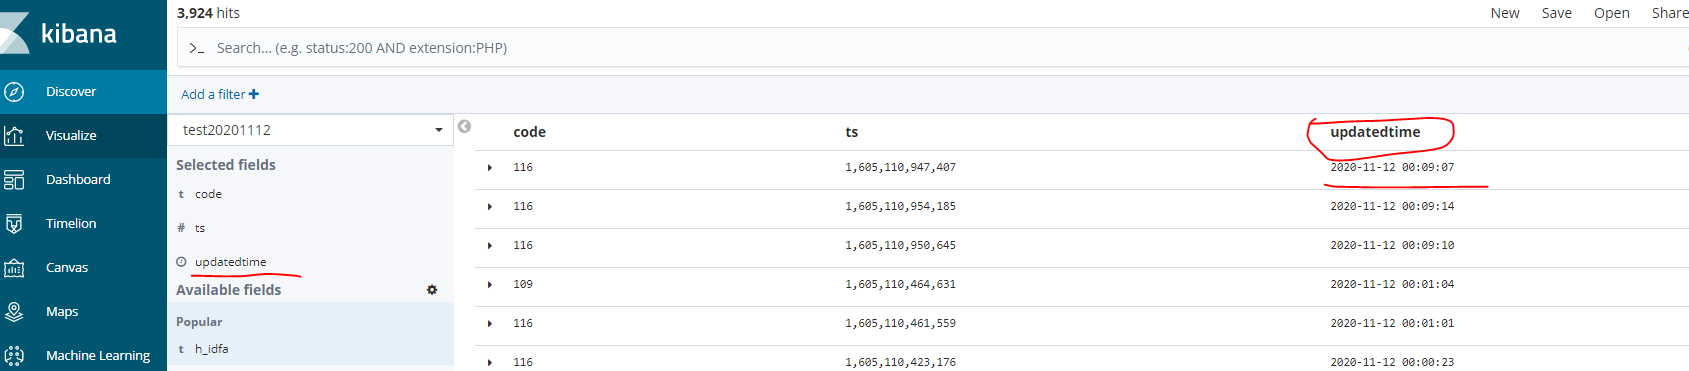 3,924 hits
New Save Open Share
kibana
>_ Search... (e.g. status:200 AND extension:PHP)
Discover
Add a filter +
Visualize
test20201112
code ts updatedtime
Selected fields
116 1,605,110,947,407 2020-11-12 00:09:07
Dashboard
t code
116 1,605,110,954,185 2020-11-12 00:09:14
Timelion
# ts
116 1,605,110,950,645 2020-11-12 00:09:10
Canvas
updatedtime
109 1,605,110,464,631 2020-11-12 00:01:04
Available fields
Maps
Popular
116 1,605,110,461,559 2020-11-12 00:01:01
Machine Learning
t h_idfa
116 1,605,110,423,176 2020-11-12 00:00:23